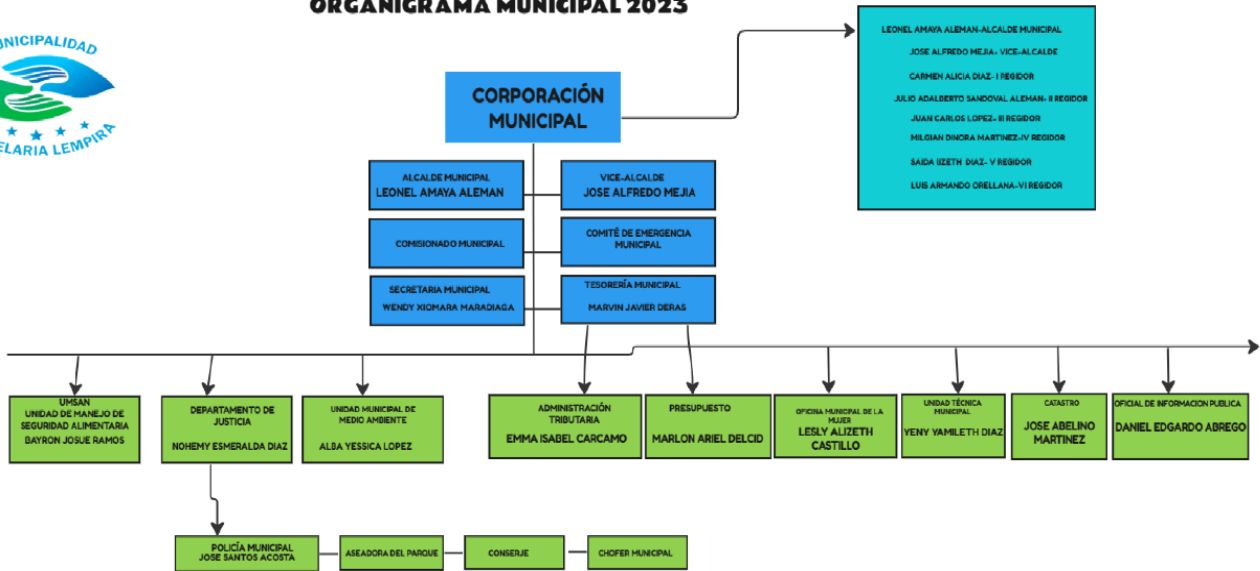 ORGANIGRAMA MUNICIPAL 2023
LEONEL AMAYA ALEMAN-ALCALDE MUNICIPAL
JOSE ALFREDO MEJIA- VICE-ALCALDE
CARMEN ALICIA DIAZ- I REGIDOR
JULIO ADALBERTO SANDOVAL ALEMAN- II REGIDOR
JUAN CARLOS LOPEZ- III REGIDOR
MILGIAN DINORA MARTINEZ-IV REGIDOR
SAIDA LIZETH DIAZ- V REGIDOR
LUIS ARMANDO ORELLANA-VI REGIDOR
CORPORACIÓN
MUNICIPAL
ALCALDE MUNICIPAL
LEONEL AMAYA ALEMAN
VICE-ALCALDE
JOSE ALFREDO MEJIA
COMISIONADO MUNICIPAL
COMITÉ DE EMERGENCIA
MUNICIPAL
SECRETARIA MUNICIPAL
WENDY XIOMARA MARADIAGA
TESORERÍA MUNICIPAL
MARVIN JAVIER DERAS
UMSAN
UNIDAD DE MANEJO DE
SEGURIDAD ALIMENTARIA
BAYRON JOSUE RAMOS
DEPARTAMENTO DE
JUSTICIA
NOHEMY ESMERALDA DIAZ
UNIDAD MUNICIPAL DE
MEDIO AMBIENTE
ALBA YESSICA LOPEZ
ADMINISTRACIÓN
TRIBUTARIA
EMMA ISABEL CARCAMO
PRESUPUESTO
MARLON ARIEL DELCID
OFICINA MUNICIPAL DE LA
MUJER
LESLY ALIZETH
CASTILLO
UNIDAD TÉCNICA
MUNICIPAL
YENY YAMILETH DIAZ
CATASTRO
JOSE ABELINO
MARTINEZ
OFICIAL DE INFORMACION PUBLICA
DANIEL EDGARDO ABREGO
POLICÍA MUNICIPAL
JOSE SANTOS ACOSTA
ASEADORA DEL PARQUE
CONSERJE
CHOFER MUNICIPAL